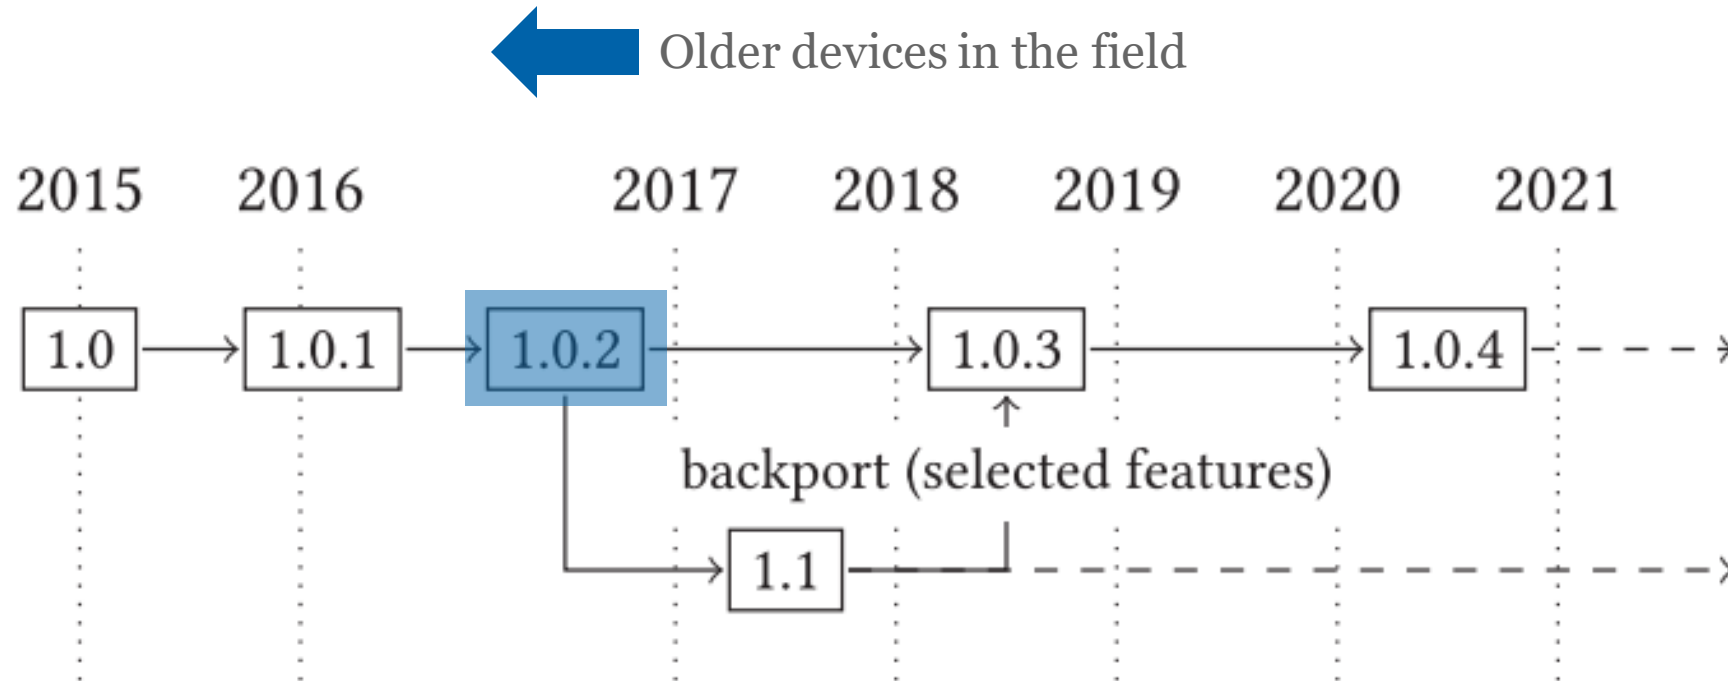 Older devices in the field
2015 2016 2017 2018 2019 2020 2021
1.0 1.0.1 1.0.2 1.0.3 1.0.4
backport (selected features)
1.1